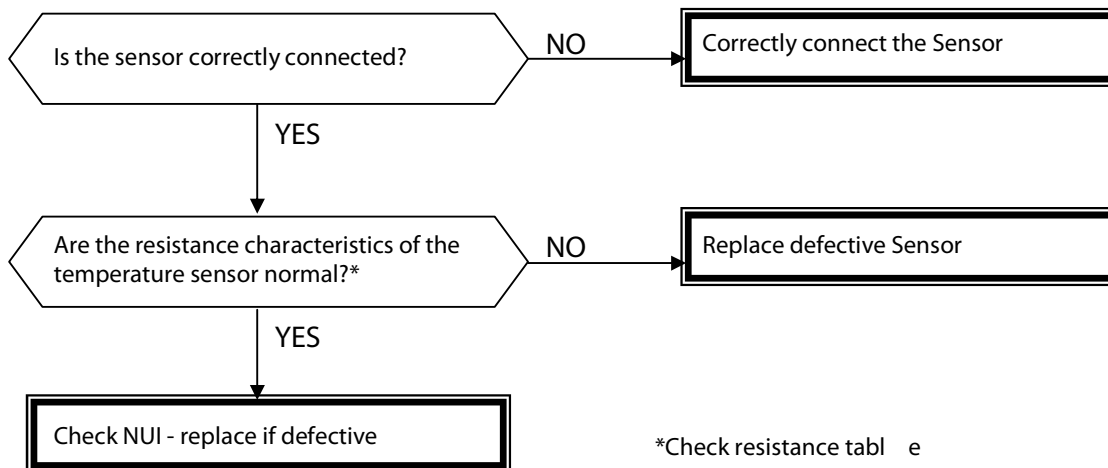 Is the sensor correctly connected?
NO
Correctly connect the Sensor
YES
Are the resistance characteristics of the
temperature sensor normal?*
NO
Replace defective Sensor
YES
Check NUI - replace if defective
*Check resistance tabl e